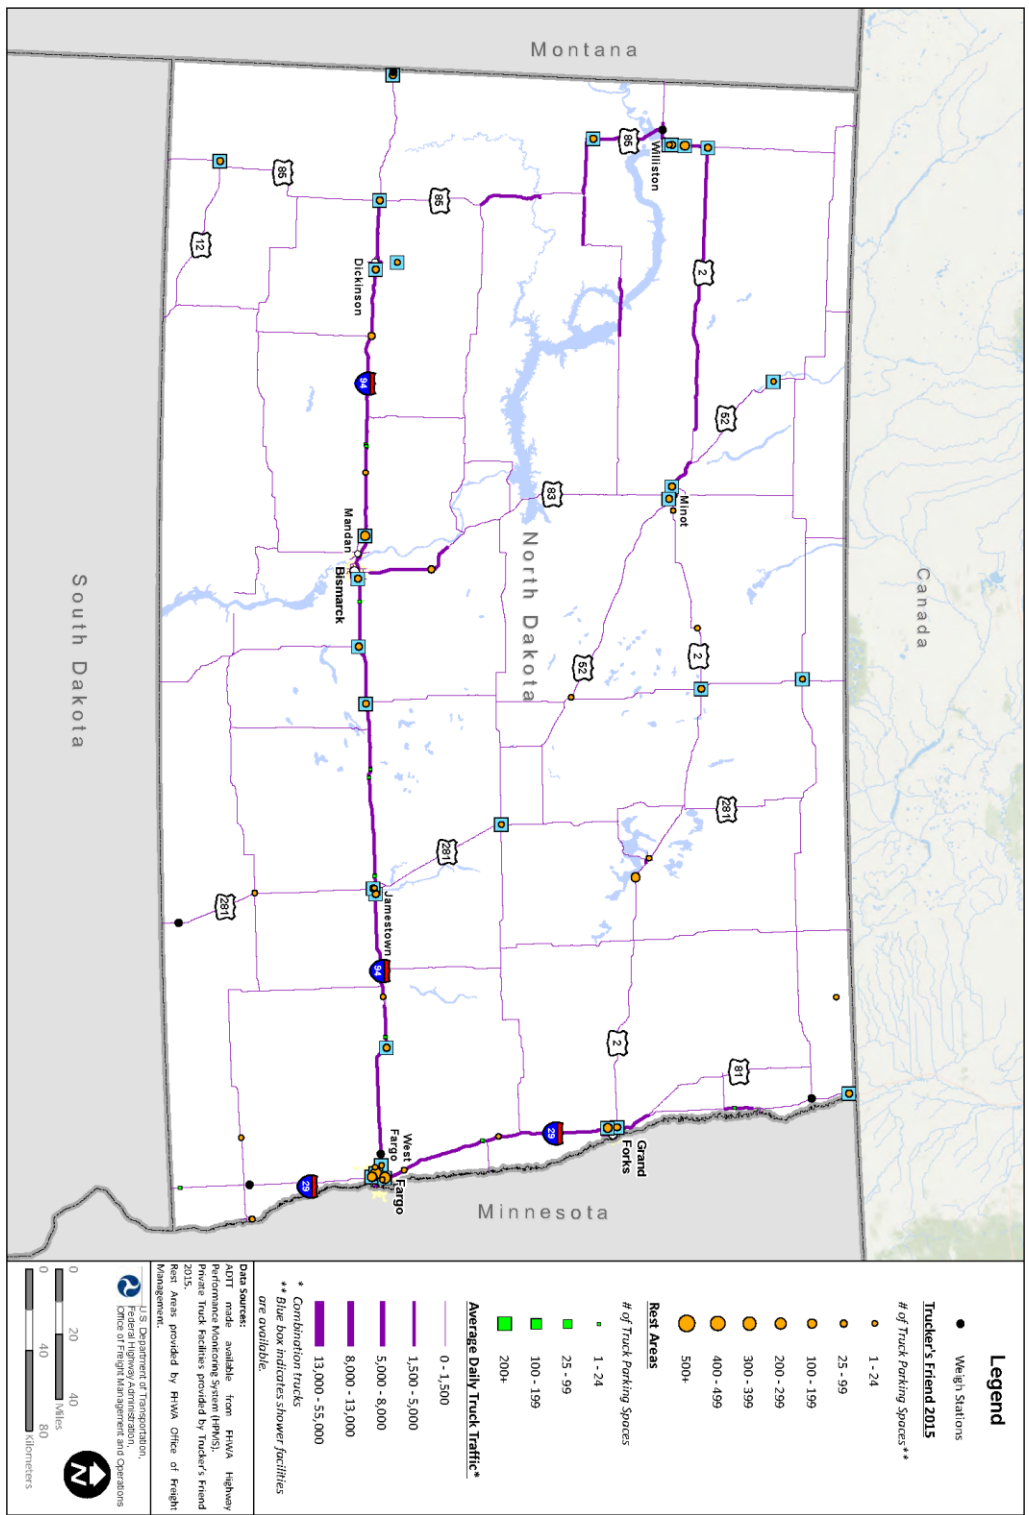 Montana
Canada
South Dakota
North Dakota
Minnesota
Williston
Dickinson
Minot
Mandan
Bismarck
Jamestown
Grand
Forks
West
Fargo
Fargo
85
85
85
12
2
52
94
83
2
52
281
281
281
94
2
81
29
29
Legend
Weigh Stations
Trucker's Friend 2015
# of Truck Parking Spaces**
1 - 24
25 - 99
100 - 199
200 - 299
300 - 399
400 - 499
500+
Rest Areas
# of Truck Parking Spaces
1 - 24
25 - 99
100 - 199
200+
Average Daily Truck Traffic*
0 - 1,500
1,500 - 5,000
5,000 - 8,000
8,000 - 13,000
13,000 - 55,000
* Combination trucks
** Blue box indicates shower facilities
are available.
Data Sources:
ADTT made available from FHWA Highway
Performance Monitoring System (HPMS).
Private Truck Facilities provided by Trucker's Friend
2015.
Rest Areas provided by FHWA Office of Freight
Management.
U.S. Department of Transportation,
Federal Highway Administration,
Office of Freight Management and Operations
0 20 40
Miles
0 40 80
Kilometers
N